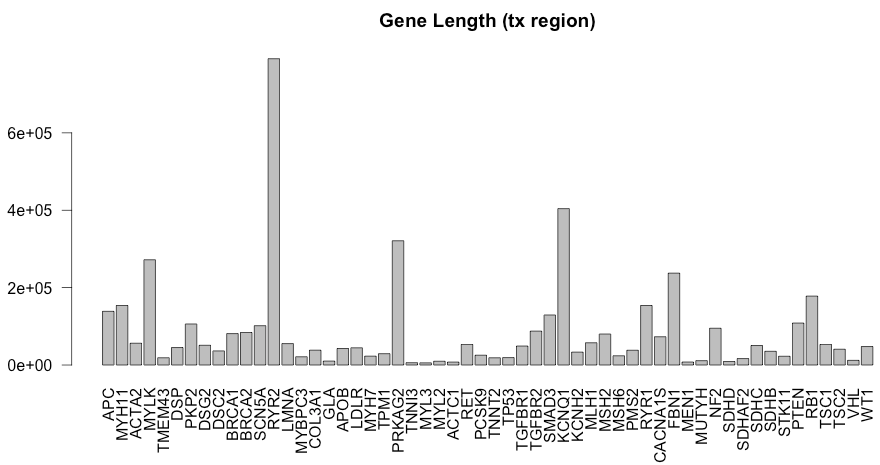 Gene Length (tx region)
6e+05
4e+05
2e+05
0e+00
APC
MYH11
ACTA2
MYLK
TMEM43
DSP
PKP2
DSG2
DSC2
BRCA1
BRCA2
SCN5A
RYR2
LMNA
MYBPC3
COL3A1
GLA
APOB
LDLR
MYH7
TPM1
PRKAG2
TNNI3
MYL3
MYL2
ACTC1
RET
PCSK9
TNNT2
TP53
TGFBR1
TGFBR2
SMAD3
KCNQ1
KCNH2
MLH1
MSH2
MSH6
PMS2
RYR1
CACNA1S
FBN1
MEN1
MUTYH
NF2
SDHD
SDHAF2
SDHC
SDHB
STK11
PTEN
RB1
TSC1
TSC2
VHL
WT1